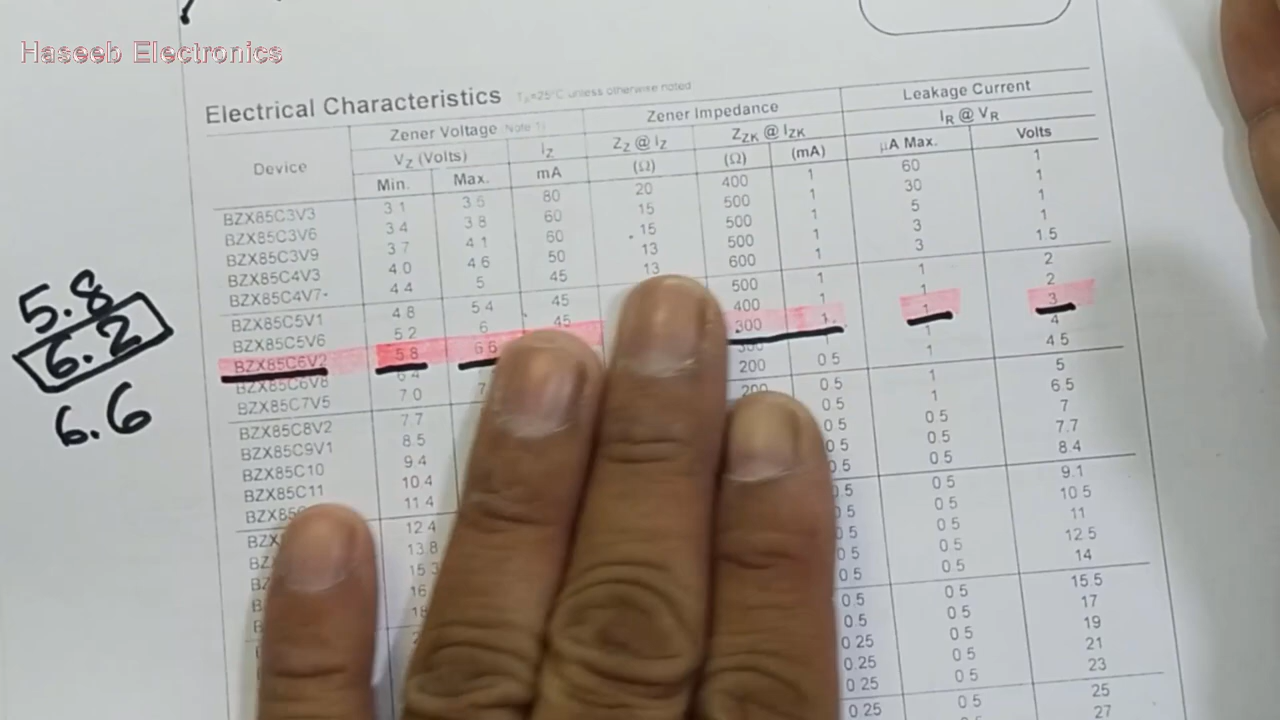 Haseeb Electronics
Electrical Characteristics TA=25°C unless otherwise noted
Device Zener Voltage Note 1) Zener Impedance Leakage Current
VZ (Volts) IZ ZZ @ IZ ZZK @ IZK IR @ VR
Min. Max. mA (Ω) (Ω) (mA) µA Max. Volts
BZX85C3V3 3 1 3 5 80 20 400 1 60 1
BZX85C3V6 3 4 3 8 60 15 500 1 30 1
BZX85C3V9 3 7 4 1 60 15 500 1 5 1
BZX85C4V3 4 0 4 6 50 13 500 1 3 1
BZX85C4V7 4 4 5 45 13 600 1 3 1.5
BZX85C5V1 4 8 5 4 45 500 1 1 2
BZX85C5V6 5 2 6 45 400 1 1 2
BZX85C6V2 5 8 6 6 300 1 1 3
BZX85C6V8 6 4 300 1 4
BZX85C7V5 7 0 7 200 0 5 1 4 5
BZX85C8V2 7 7 200 0 5 1 5
BZX85C9V1 8 5 0 5 1 6 5
BZX85C10 9 4 0 5 0 5 7
BZX85C11 10 4 0 5 0 5 7.7
11 4 0 5 0 5 8 4
12 4 0 5 0 5 9.1
13 8 0 5 0 5 10 5
15 3 0 5 0 5 11
16 0 5 0 5 12 5
18 0 5 0 5 14
0 5 0 5 15 5
0 5 0 5 17
0 25 0 5 19
0 25 0 5 21
0 25 0 5 23
0 25 0 5 25
27
5.8
6.2
6.6